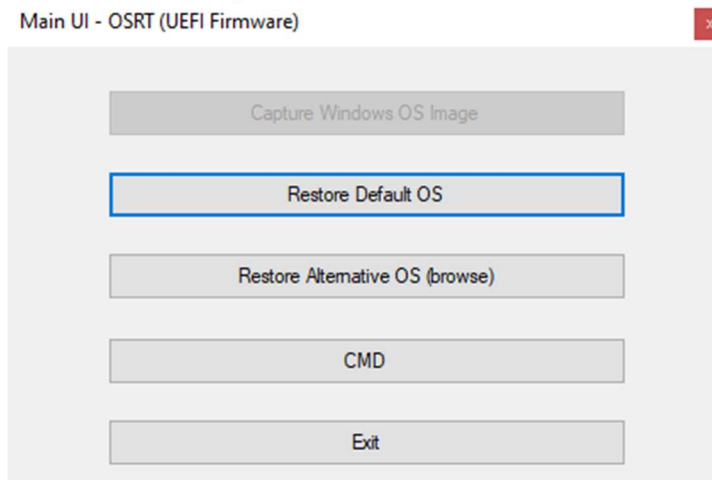 Main UI - OSRT (UEFI Firmware)
x
Capture Windows OS Image
Restore Default OS
Restore Alternative OS (browse)
CMD
Exit